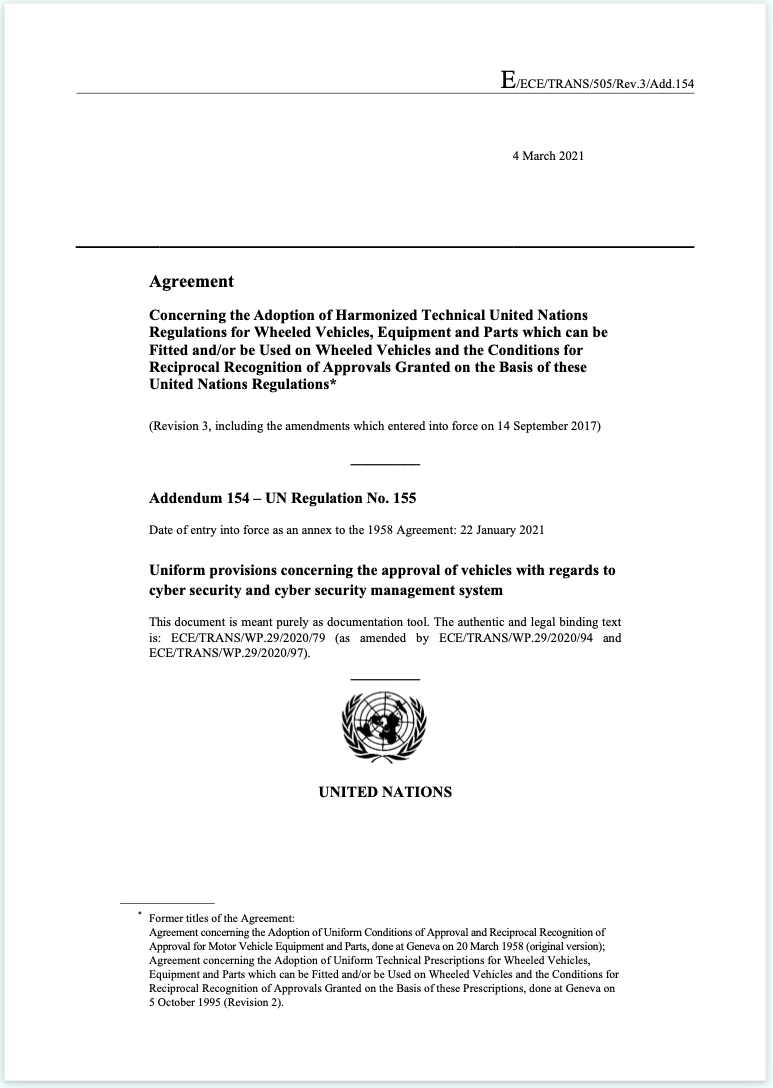 E/ECE/TRANS/505/Rev.3/Add.154
4 March 2021
Agreement
Concerning the Adoption of Harmonized Technical United Nations
Regulations for Wheeled Vehicles, Equipment and Parts which can be
Fitted and/or be Used on Wheeled Vehicles and the Conditions for
Reciprocal Recognition of Approvals Granted on the Basis of these
United Nations Regulations*
(Revision 3, including the amendments which entered into force on 14 September 2017)
Addendum 154 – UN Regulation No. 155
Date of entry into force as an annex to the 1958 Agreement: 22 January 2021
Uniform provisions concerning the approval of vehicles with regards to
cyber security and cyber security management system
This document is meant purely as documentation tool. The authentic and legal binding text
is: ECE/TRANS/WP.29/2020/79 (as amended by ECE/TRANS/WP.29/2020/94 and
ECE/TRANS/WP.29/2020/97).
UNITED NATIONS
* Former titles of the Agreement:
Agreement concerning the Adoption of Uniform Conditions of Approval and Reciprocal Recognition of
Approval for Motor Vehicle Equipment and Parts, done at Geneva on 20 March 1958 (original version);
Agreement concerning the Adoption of Uniform Technical Prescriptions for Wheeled Vehicles,
Equipment and Parts which can be Fitted and/or be Used on Wheeled Vehicles and the Conditions for
Reciprocal Recognition of Approvals Granted on the Basis of these Prescriptions, done at Geneva on
5 October 1995 (Revision 2).